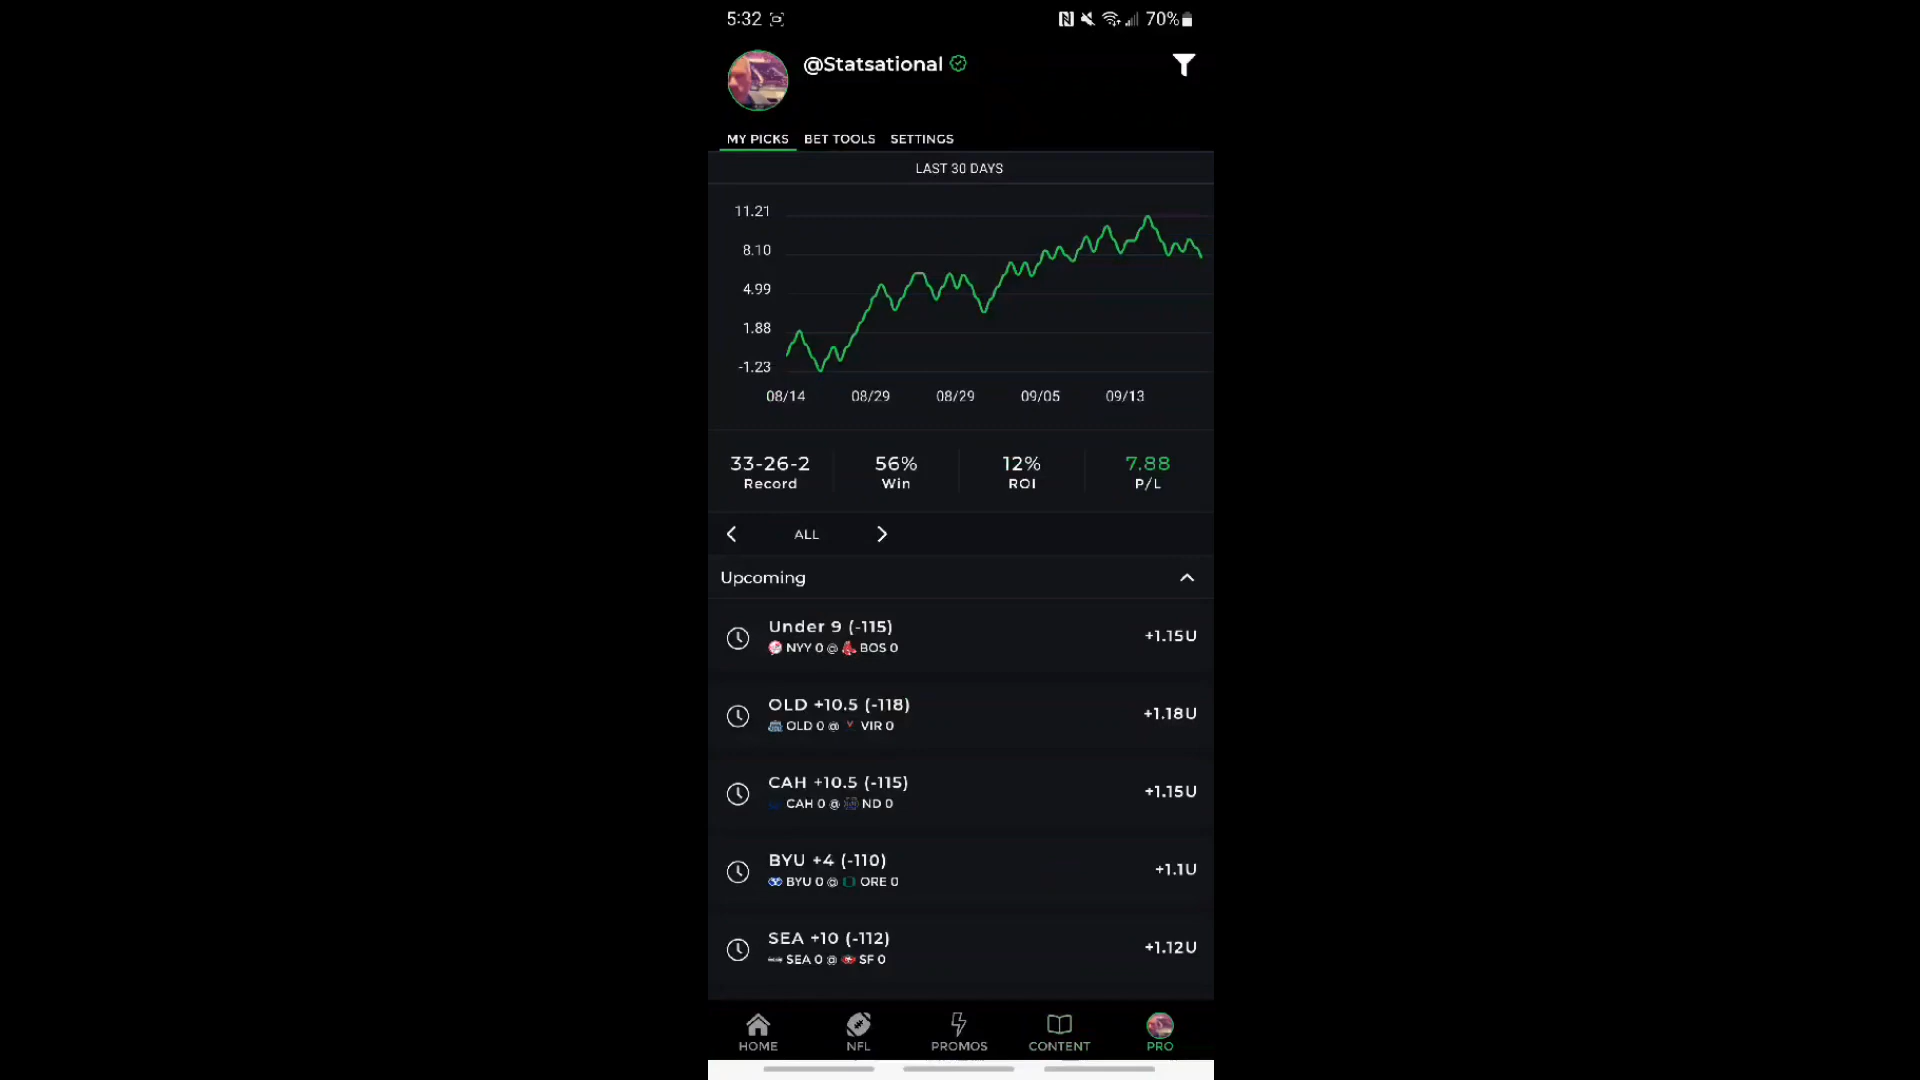 5:32 70%
@Statsational
MY PICKS BET TOOLS SETTINGS
LAST 30 DAYS
11.21
8.10
4.99
1.88
-1.23
08/14 08/29 08/29 09/05 09/13
33-26-2 56% 12% 7.88
Record Win ROI P/L
ALL
Upcoming
Under 9 (-115)
NYY 0 @ BOS 0
+1.15U
OLD +10.5 (-118)
OLD 0 @ VIR 0
+1.18U
CAH +10.5 (-115)
CAH 0 @ ND 0
+1.15U
BYU +4 (-110)
BYU 0 @ ORE 0
+1.1U
SEA +10 (-112)
SEA 0 @ SF 0
+1.12U
HOME NFL PROMOS CONTENT PRO